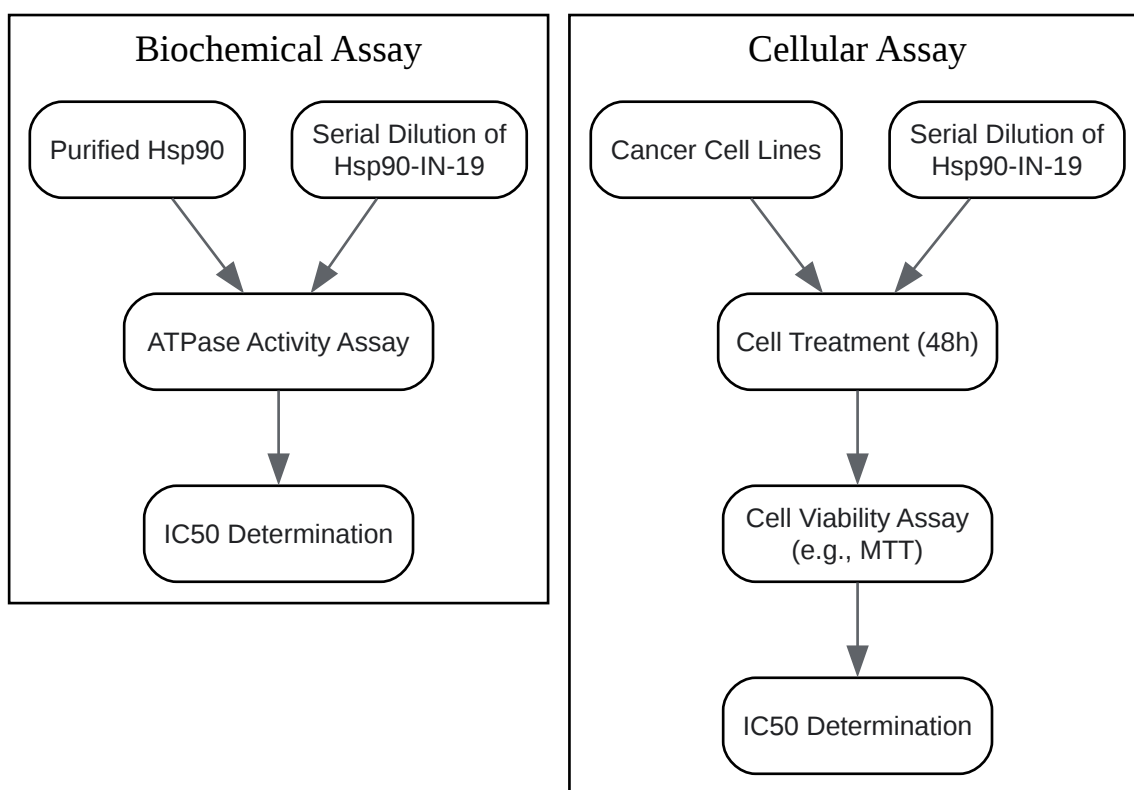 Biochemical Assay
Purified Hsp90
Serial Dilution of
Hsp90-IN-19
ATPase Activity Assay
IC50 Determination
Cellular Assay
Cancer Cell Lines
Serial Dilution of
Hsp90-IN-19
Cell Treatment (48h)
Cell Viability Assay
(e.g., MTT)
IC50 Determination